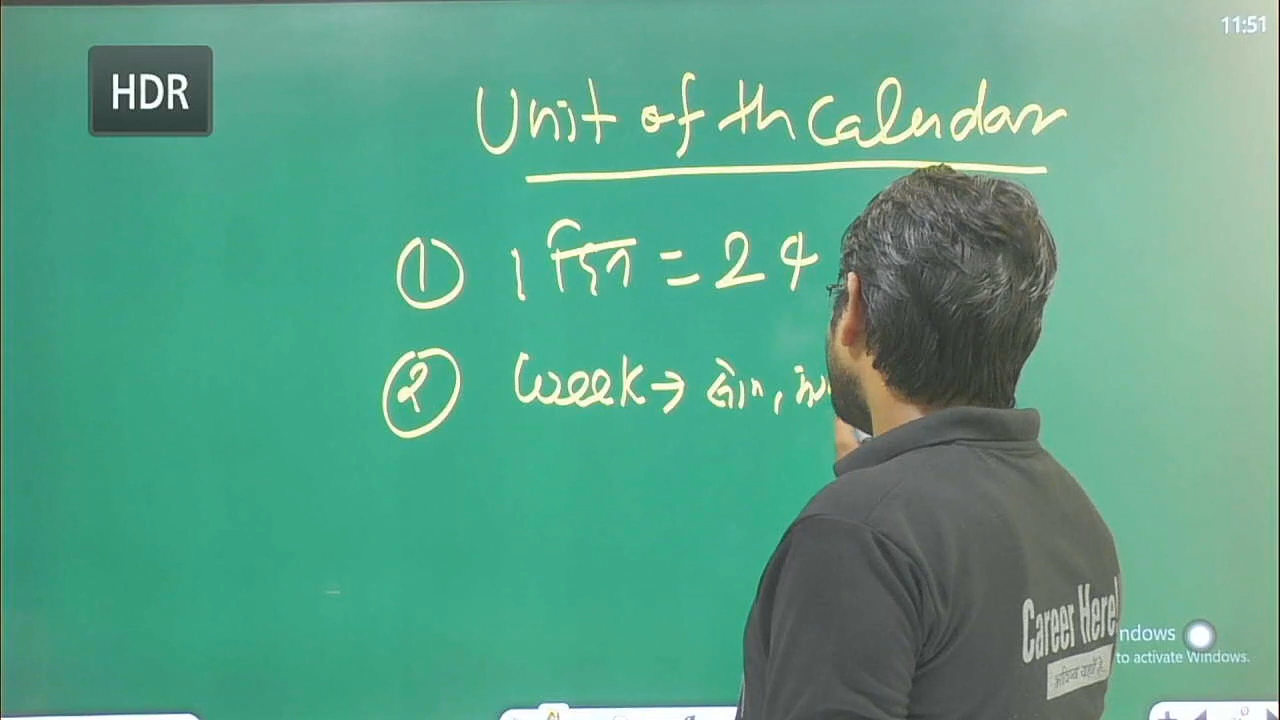 11:51
HDR
Unit of th Calendar
① 1 दिन = 24
② week → सोम, मं
Career Here!
ndows
to activate Windows.